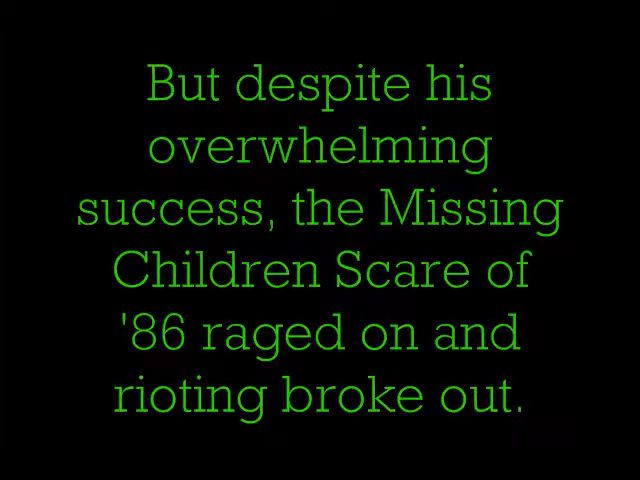 But despite his
overwhelming
success, the Missing
Children Scare of
'86 raged on and
rioting broke out.